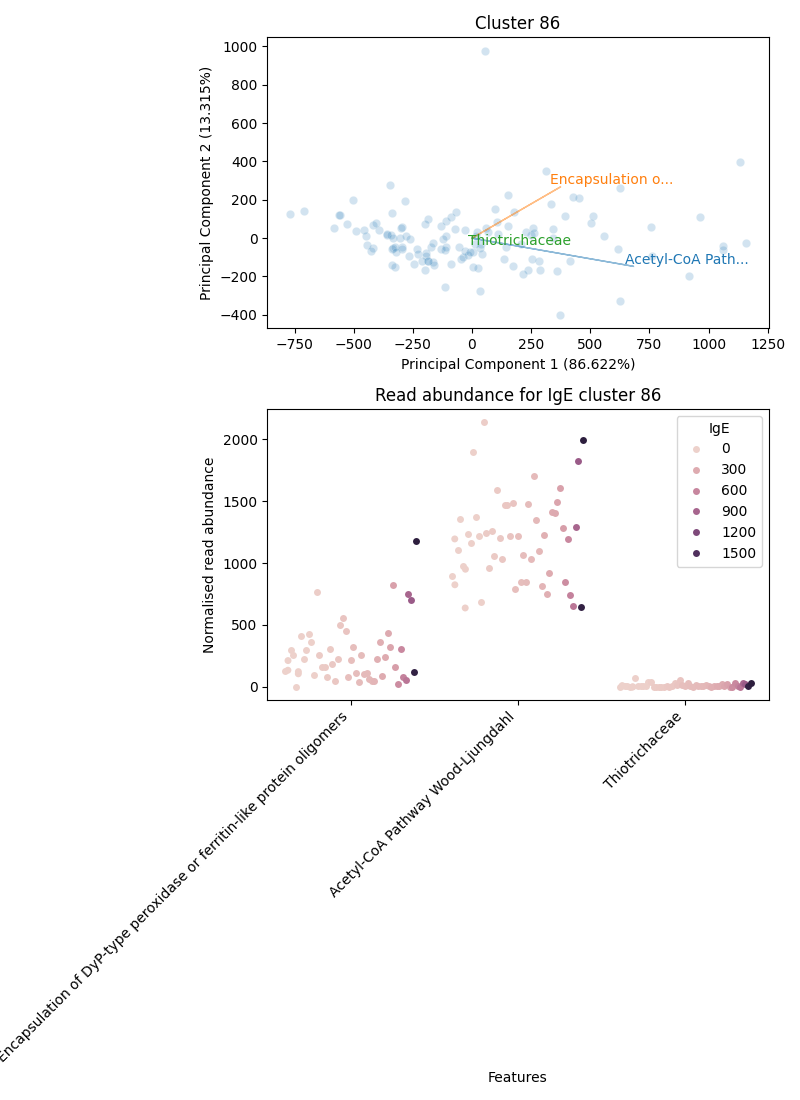 Cluster 86
1000
800
600
400
200
0
−200
−400
Principal Component 2 (13.315%)
Encapsulation o...
Thiotrichaceae
Acetyl-CoA Path...
−750
−500
−250
0
250
500
750
1000
1250
Principal Component 1 (86.622%)
Read abundance for IgE cluster 86
2000
1500
1000
500
0
Normalised read abundance
IgE
0
300
600
900
1200
1500
Encapsulation of DyP-type peroxidase or ferritin-like protein oligomers
Acetyl-CoA Pathway Wood-Ljungdahl
Thiotrichaceae
Features